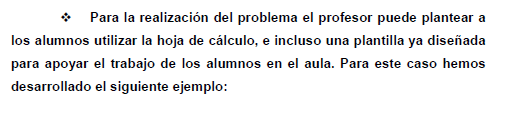 ❖ Para la realización del problema el profesor puede plantear a
los alumnos utilizar la hoja de cálculo, e incluso una plantilla ya diseñada
para apoyar el trabajo de los alumnos en el aula. Para este caso hemos
desarrollado el siguiente ejemplo: